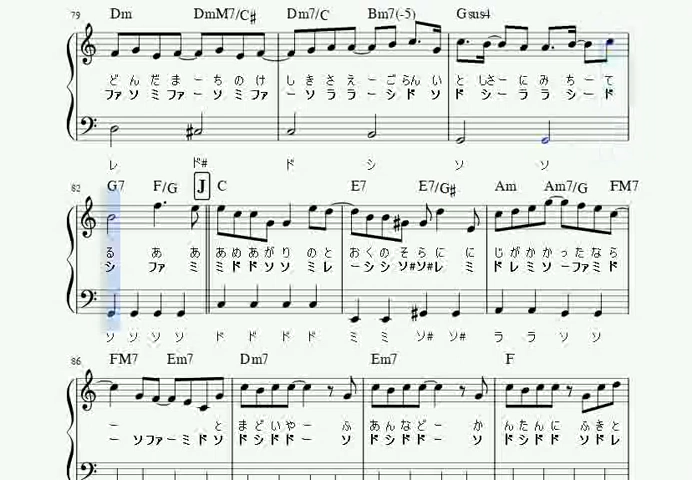 79 Dm DmM7/C♯ Dm7/C Bm7(-5) Gsus4
ど ん だ ま ー ち の け し き さ え ー ご らん い と しさ ー に み ち ー て
ファ ソ ミ ファ ー ソ ミ ファ ー ソ ラ ラ ー シ ド ソ ド シ ー ラ ラ シ ー ド
レ ド# ド シ ソ ソ
82 G7 F/G J C E7 E7/G♯ Am Am7/G FM7
る あ あ あ め あ が り の と お く の そ ら に に じ が か か っ た な ら
シ ファ ミ ミ ド ド ソ ソ ミ レ ー シ シ ソ# ソ# レ ミ ド レ ミ ソ ー ファ ミ ド
ソ ソ ソ ソ ド ド ド ド ミ ミ ソ# ソ# ラ ラ ソ ソ
86 FM7 Em7 Dm7 Em7 F
ー と ま ど い や ー ふ あ ん な ど ー か ん た ん に ふ き と
ー ソ ファ ー ミ ド ソ ド シ ド ド ー ソ ド シ ド ド ー ソ ド シ ド ド ソ ド レ